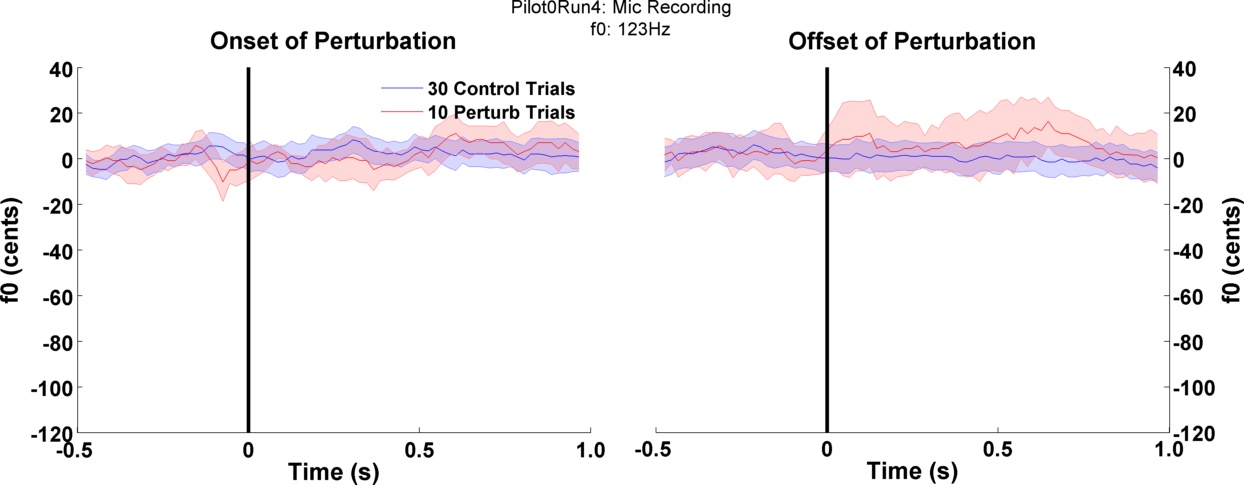 Pilot0Run4: Mic Recording
f0: 123Hz
Onset of Perturbation
Offset of Perturbation
30 Control Trials
10 Perturb Trials
40
20
0
-20
-40
-60
-80
-100
-120
f0 (cents)
-0.5
0
0.5
1.0
Time (s)
-0.5
0
0.5
1.0
Time (s)
40
20
0
-20
-40
-60
-80
-100
-120
f0 (cents)